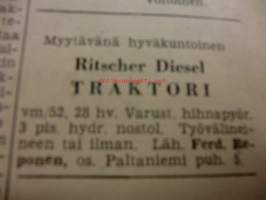 Myytävänä hyväkuntoinen
Ritscher Diesel
TRAKTORI
vm/52, 28 hv. Varust. hihnapyör.
3 pis. hydr. nostol. Työvälinei-
neen tai ilman. Läh. Ferd. Re-
ponen, os. Paltaniemi puh. 5.